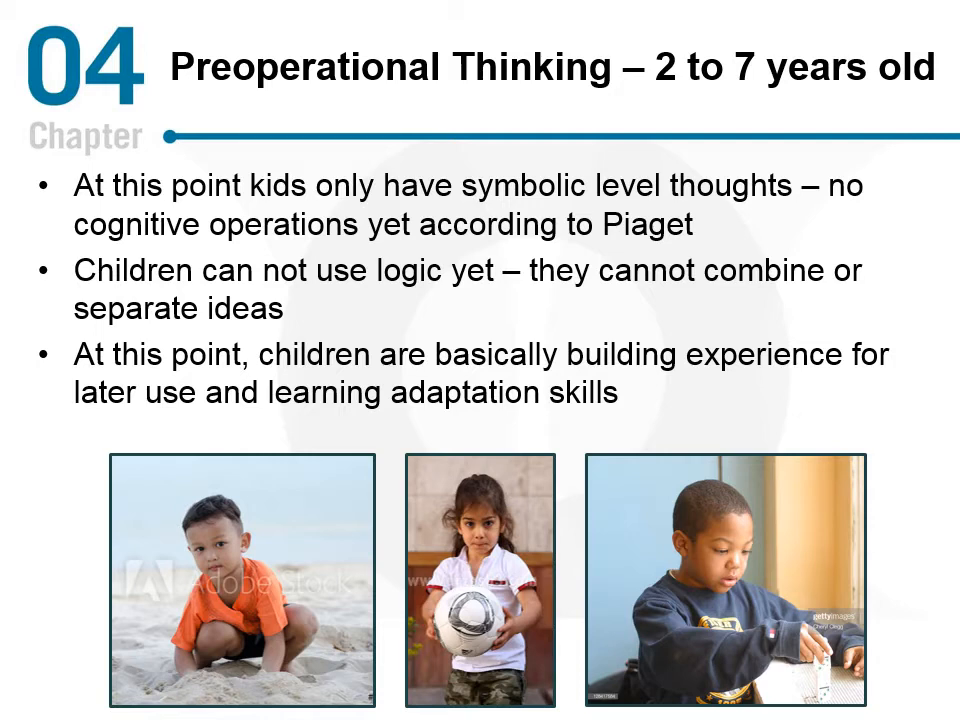 04
Chapter
Preoperational Thinking – 2 to 7 years old
• At this point kids only have symbolic level thoughts – no
cognitive operations yet according to Piaget
• Children can not use logic yet – they cannot combine or
separate ideas
• At this point, children are basically building experience for
later use and learning adaptation skills
Adobe Stock
www.
gettyimages